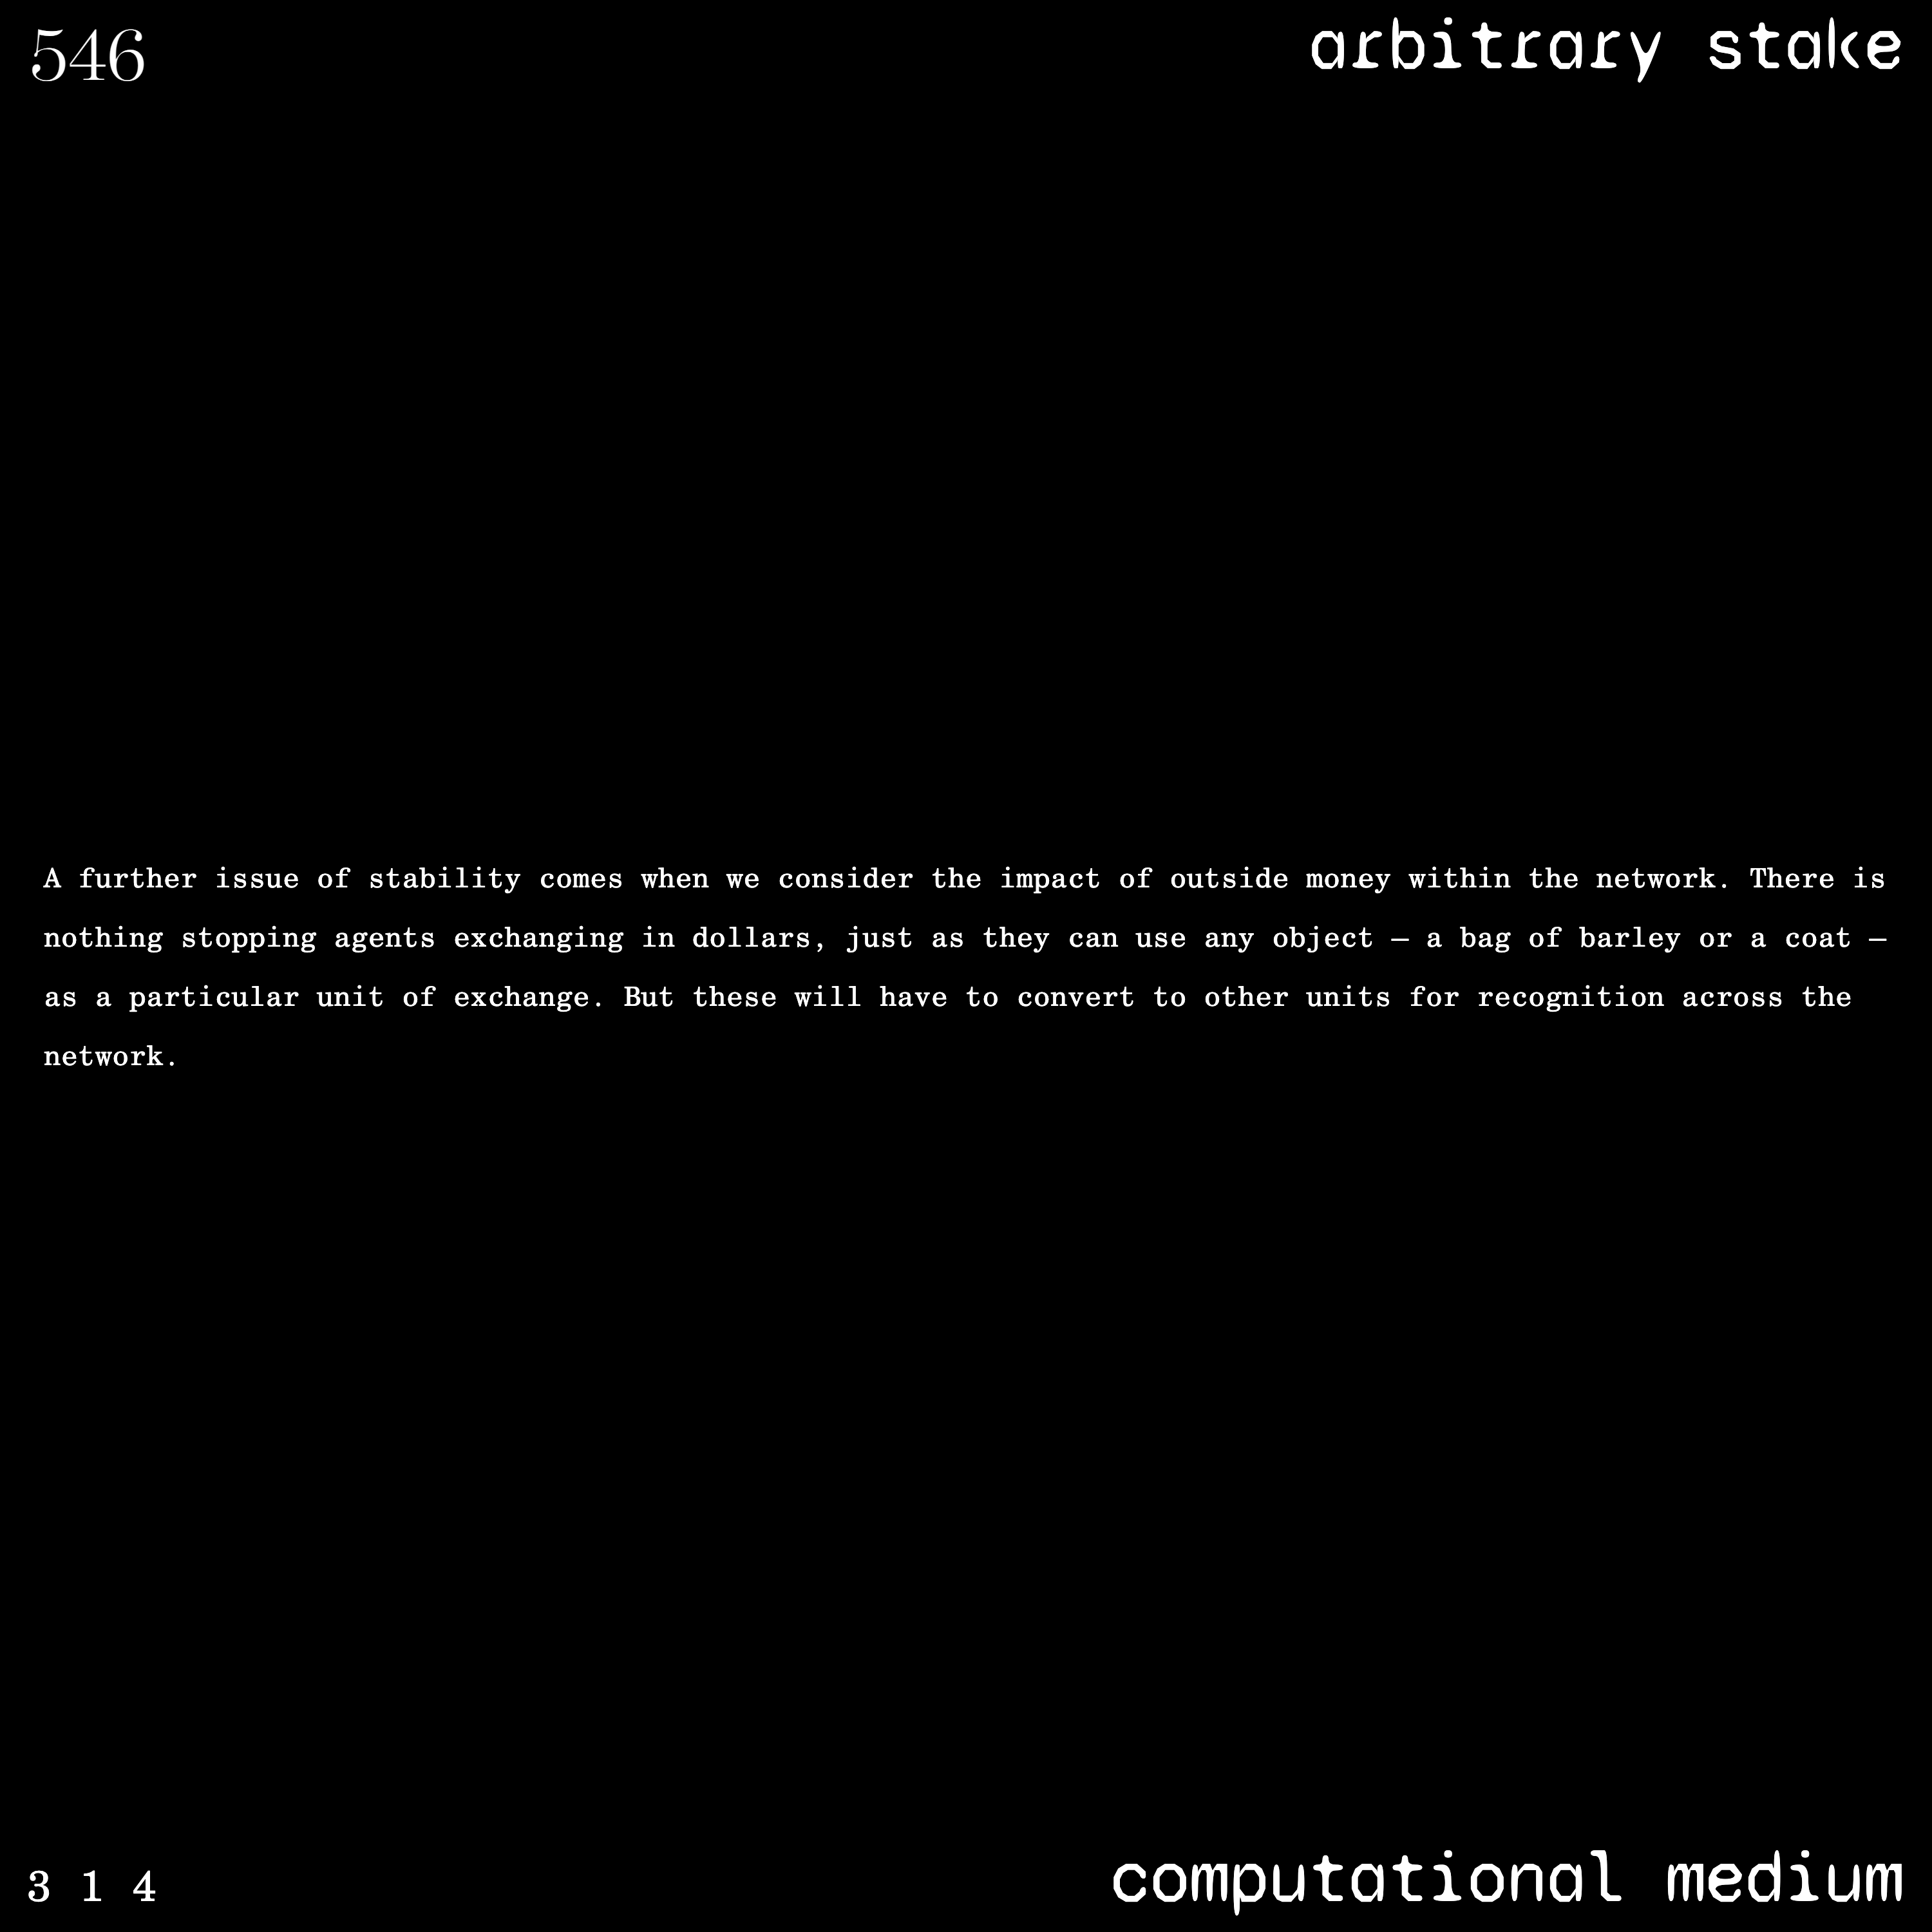 546
arbitrary stake
A further issue of stability comes when we consider the impact of outside money within the network. There is
nothing stopping agents exchanging in dollars, just as they can use any object — a bag of barley or a coat —
as a particular unit of exchange. But these will have to convert to other units for recognition across the
network.
3 1 4
computational medium